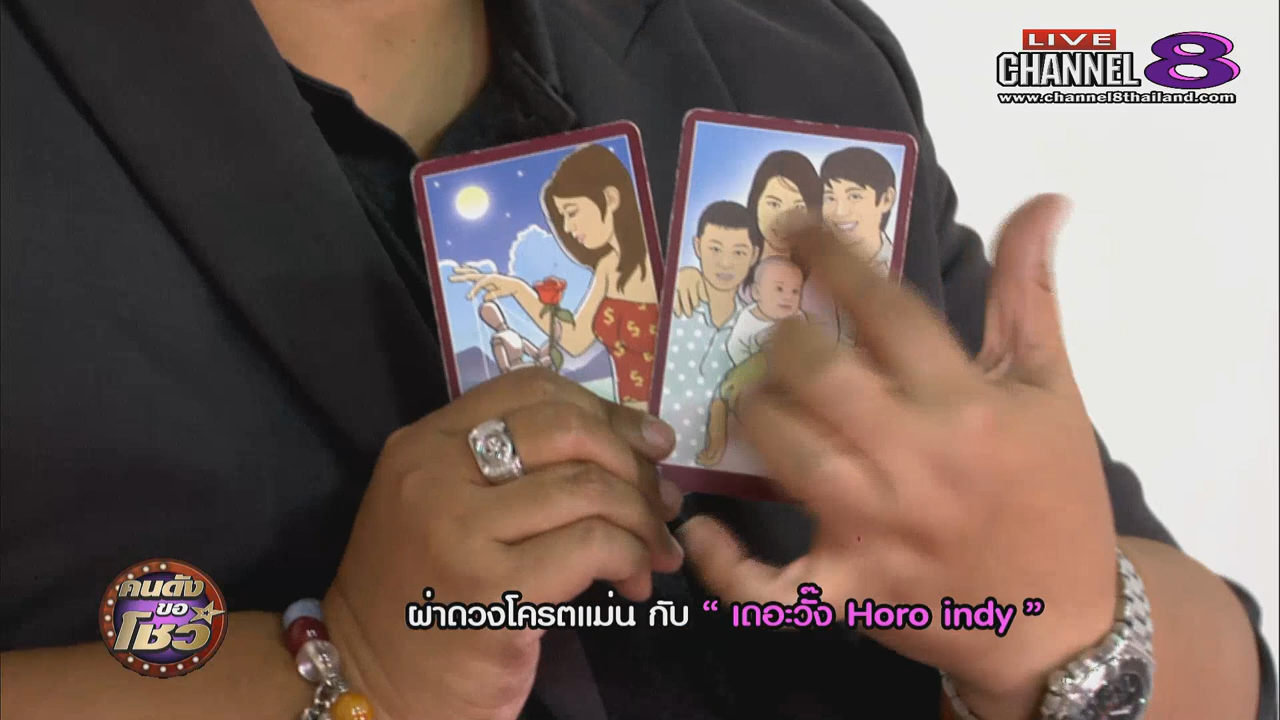 LIVE
CHANNEL 8
www.channel8thailand.com
คนดัง
ขอ
โชว์
ผ่าดวงโครตแม่น กับ “ เดอะวั๊ง Horo indy ”